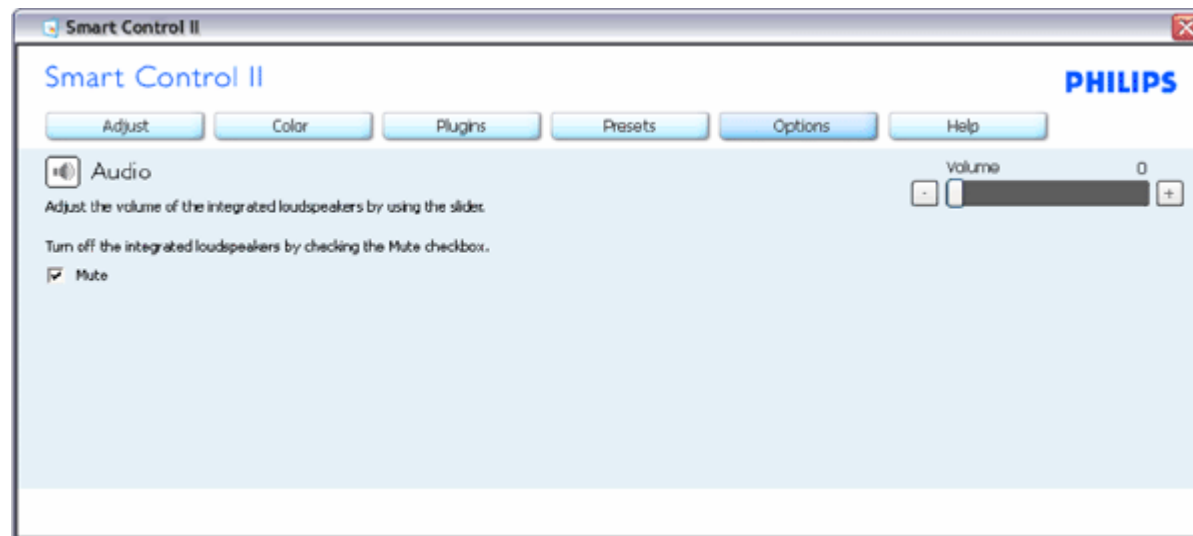 Smart Control II
Smart Control II
PHILIPS
Adjust Color Plugins Presets Options Help
Audio
Volume 0
- +
Adjust the volume of the integrated loudspeakers by using the slider.
Turn off the integrated loudspeakers by checking the Mute checkbox.
Mute